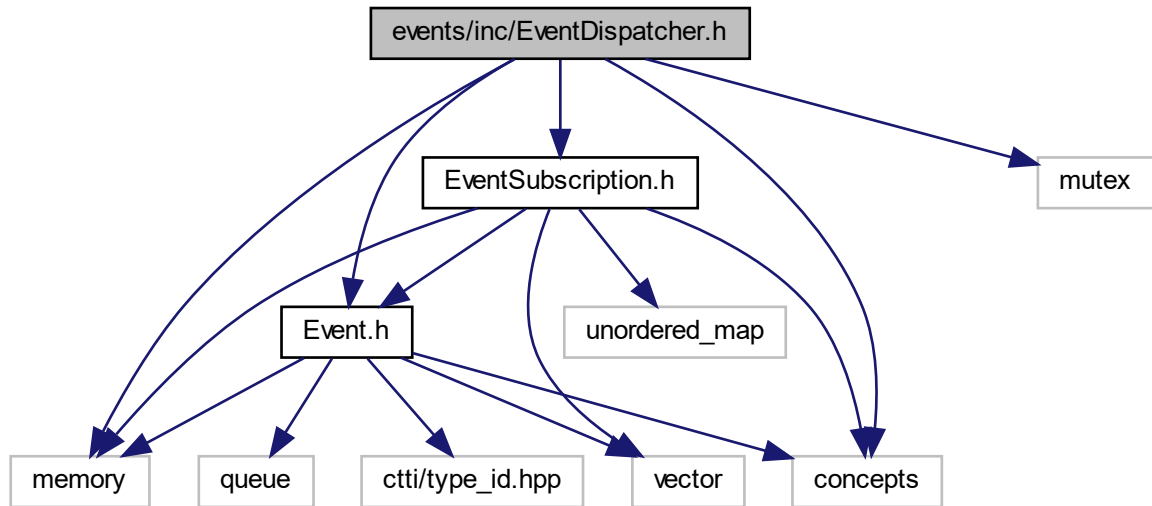 events/inc/EventDispatcher.h
EventSubscription.h
mutex
Event.h
unordered_map
memory
queue
ctti/type_id.hpp
vector
concepts